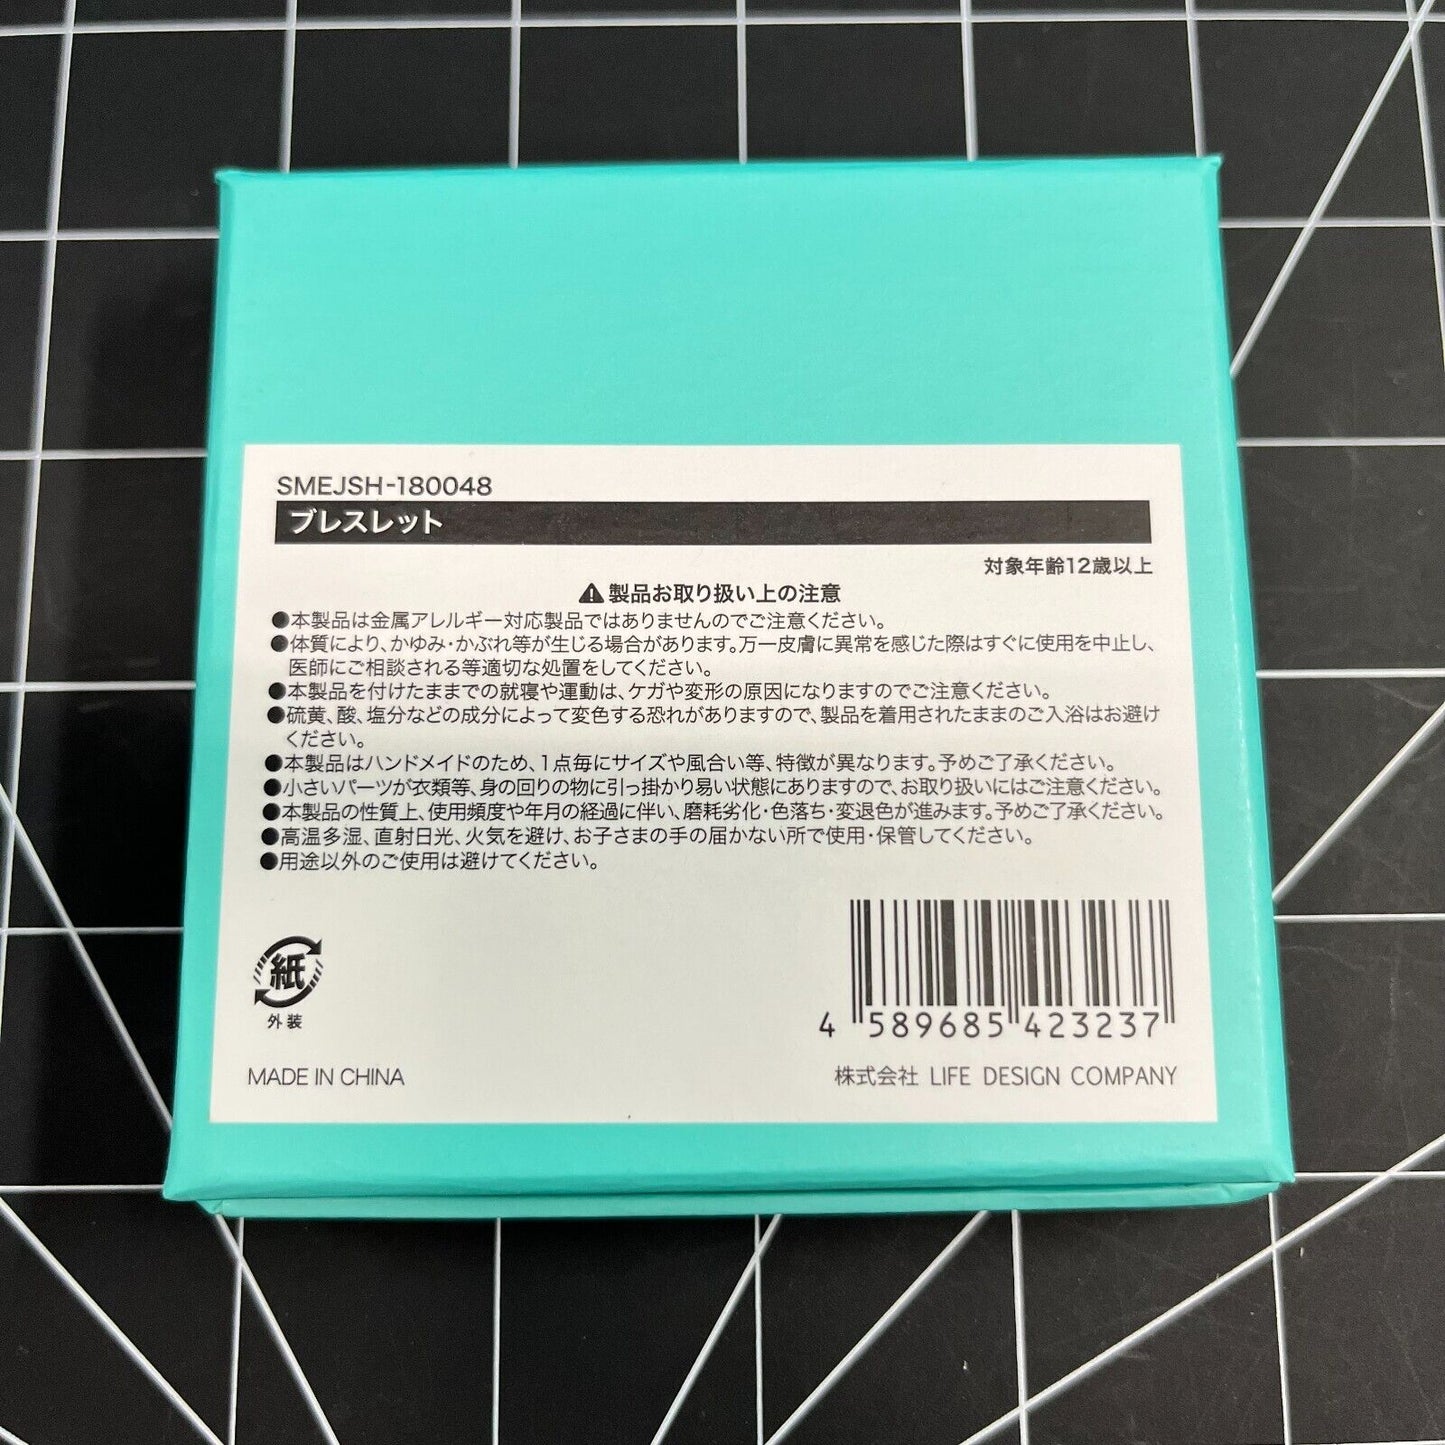 SMEJSH-180048
ブレスレット
対象年齢12歳以上
⚠製品お取り扱い上の注意
●本製品は金属アレルギー対応製品ではありませんのでご注意ください。
●体質により、かゆみ・かぶれ等が生じる場合があります。万一皮膚に異常を感じた際はすぐに使用を中止し、
医師にご相談される等適切な処置をしてください。
●本製品を付けたままでの就寝や運動は、ケガや変形の原因になりますのでご注意ください。
●硫黄、酸、塩分などの成分によって変色する恐れがありますので、製品を着用されたままのご入浴はお避け
ください。
●本製品はハンドメイドのため、1点毎にサイズや風合い等、特徴が異なります。予めご了承ください。
●小さいパーツが衣類等、身の回りの物に引っ掛かり易い状態にありますので、お取り扱いにはご注意ください。
●本製品の性質上、使用頻度や年月の経過に伴い、磨耗劣化・色落ち・変退色が進みます。予めご了承ください。
●高温多湿、直射日光、火気を避け、お子さまの手の届かない所で使用・保管してください。
●用途以外のご使用は避けてください。
紙
外装
4 589685 423237
MADE IN CHINA
株式会社 LIFE DESIGN COMPANY